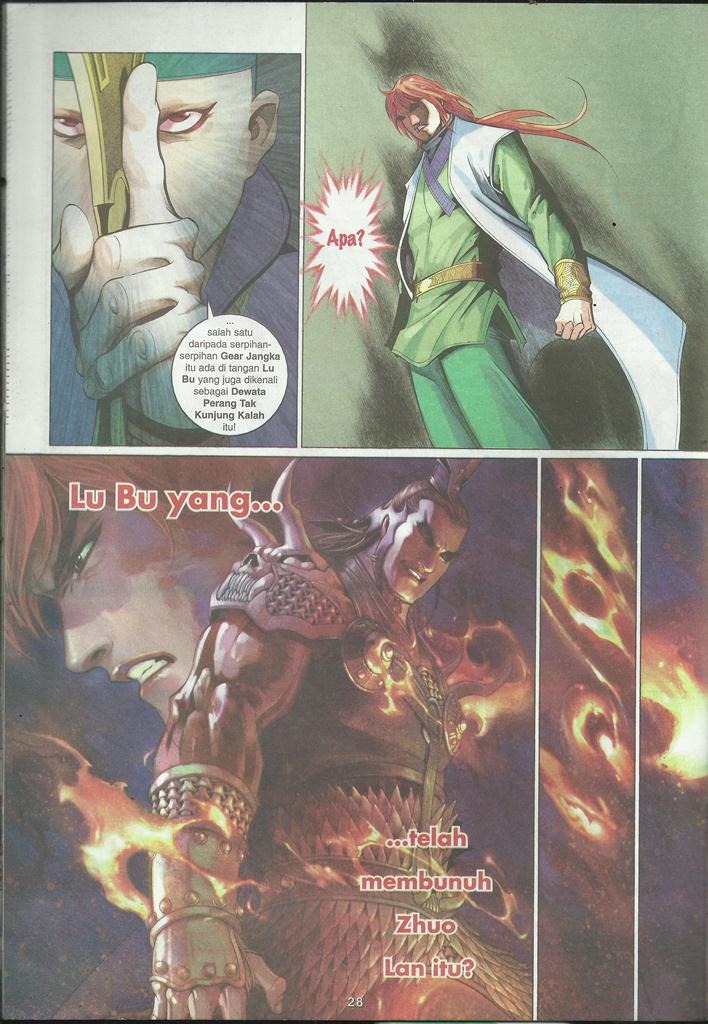 ...
salah satu
daripada serpihan-
serpihan Gear Jangka
itu ada di tangan Lu
Bu yang juga dikenali
sebagai Dewata
Perang Tak
Kunjung Kalah
itu!
Apa?
Lu Bu yang...
...telah
membunuh
Zhuo
Lan itu?
28